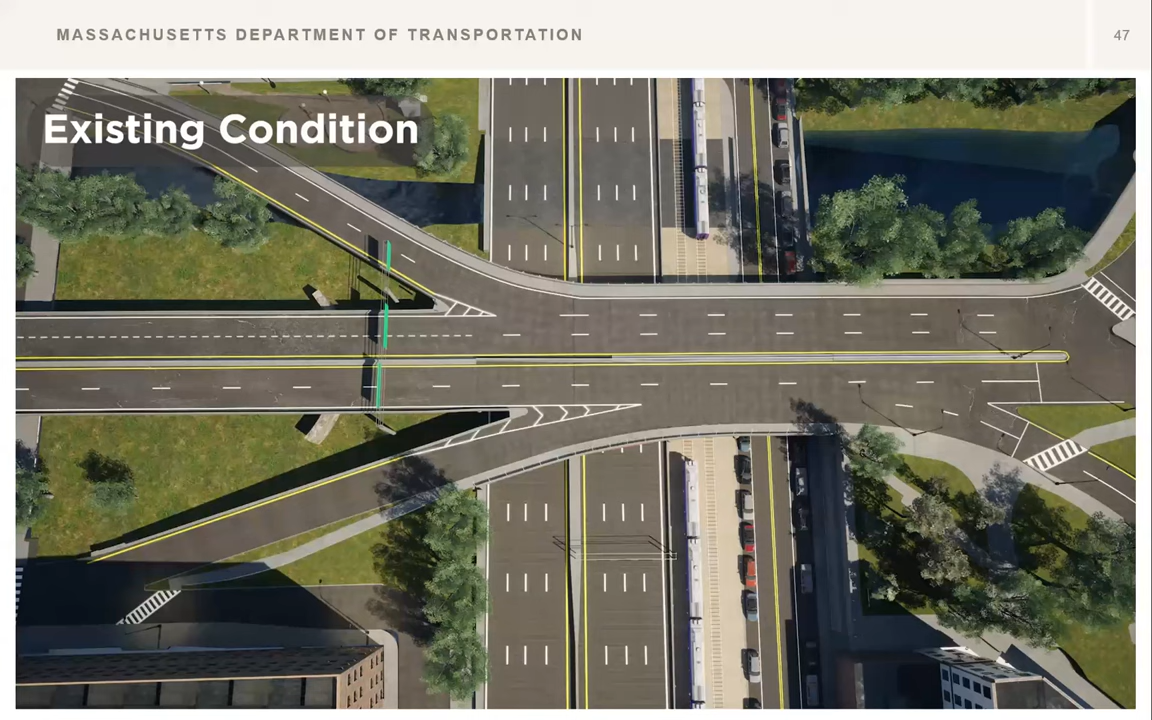 MASSACHUSETTS DEPARTMENT OF TRANSPORTATION
47
Existing Condition